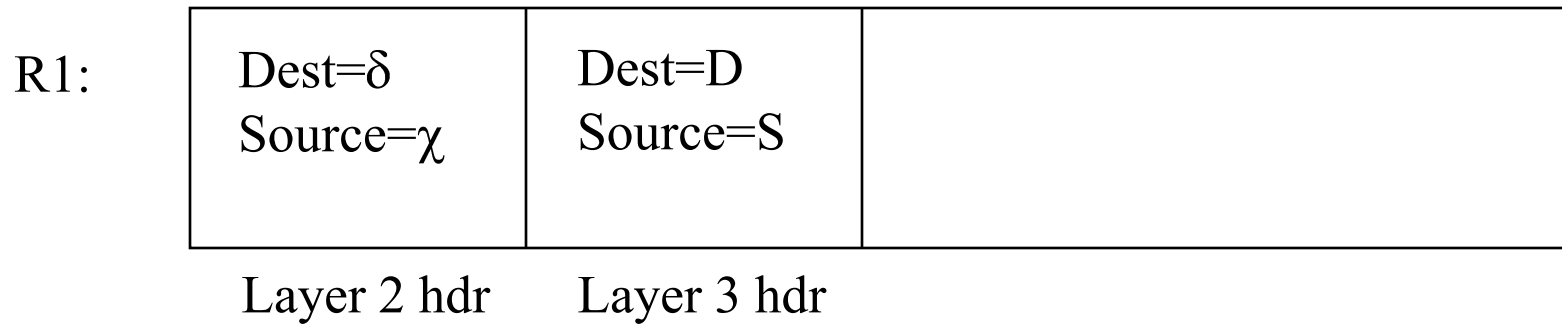 R1:
Dest=δ
Source=χ
Dest=D
Source=S
Layer 2 hdr
Layer 3 hdr